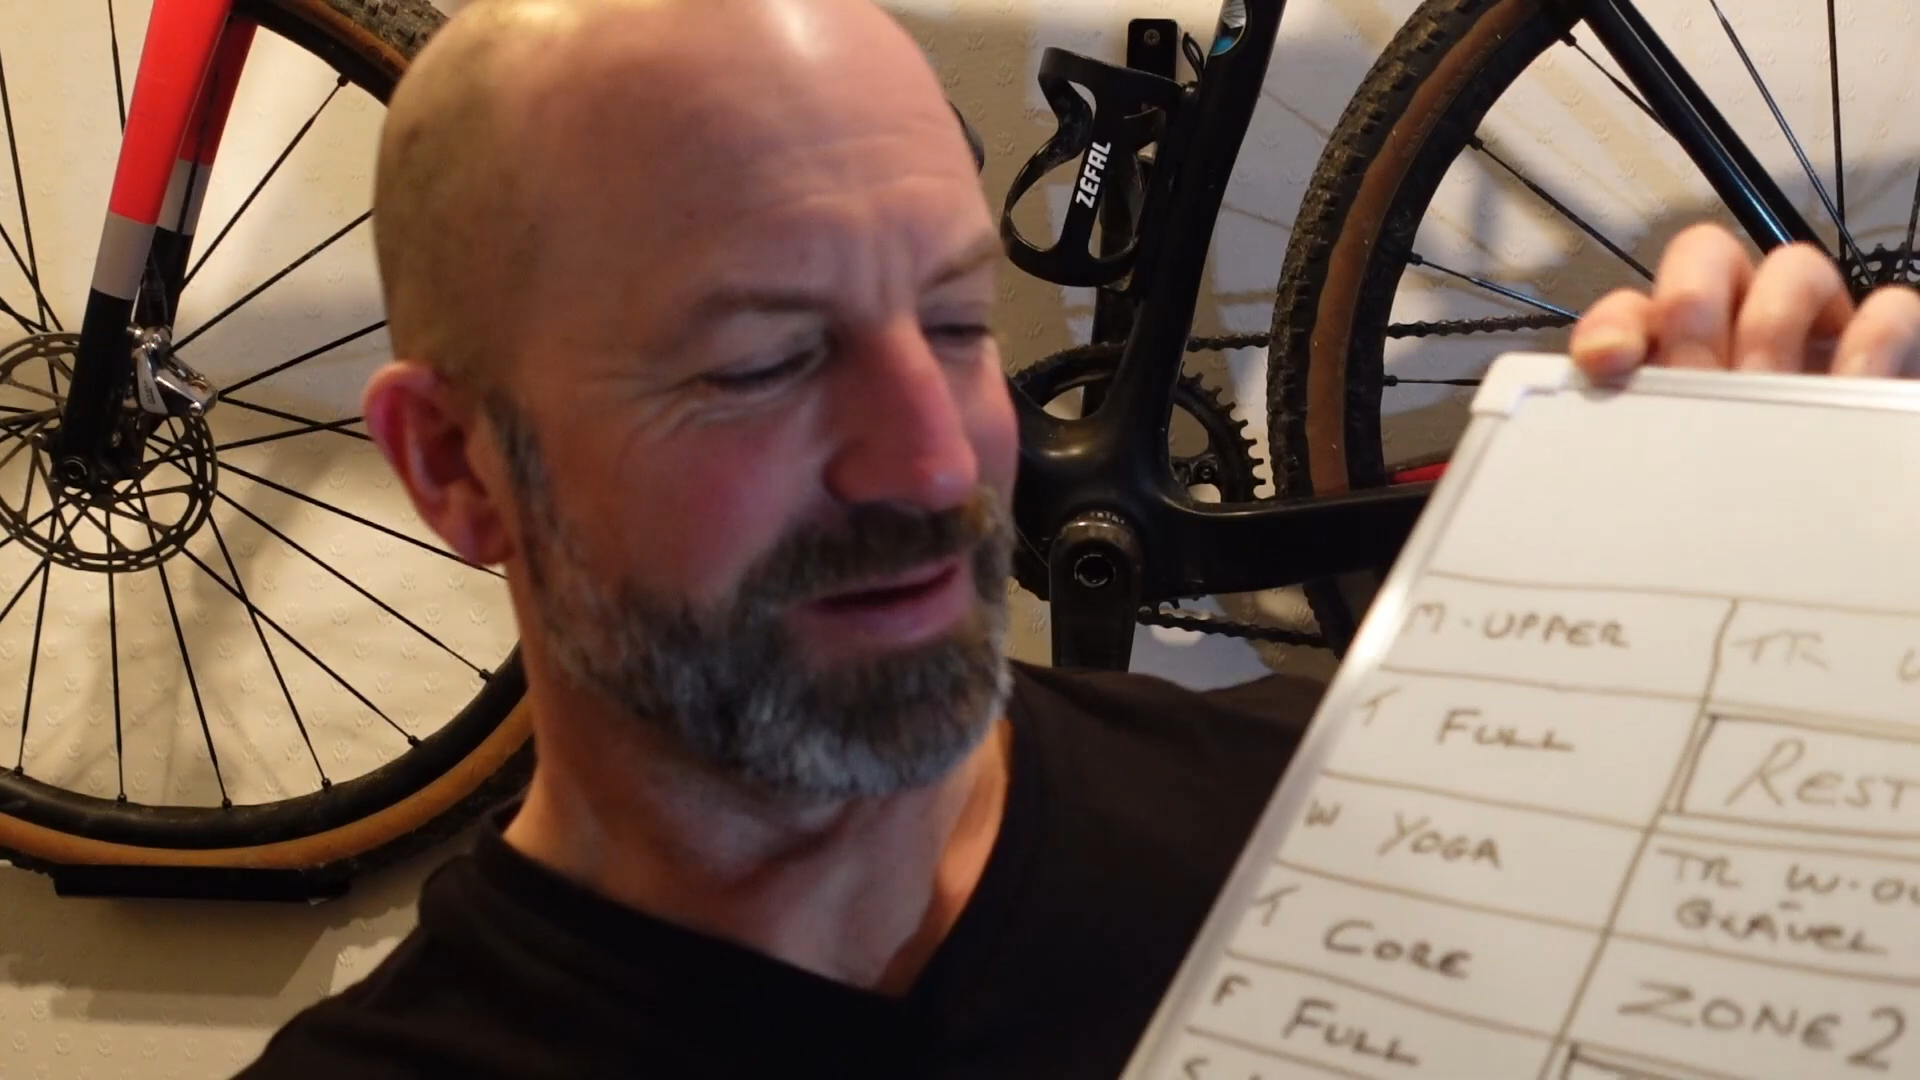 ZEFAL
M - UPPER
TR
T FULL
REST
W YOGA
TR W-OU
GRAVEL
T CORE
ZONE 2
F FULL
S